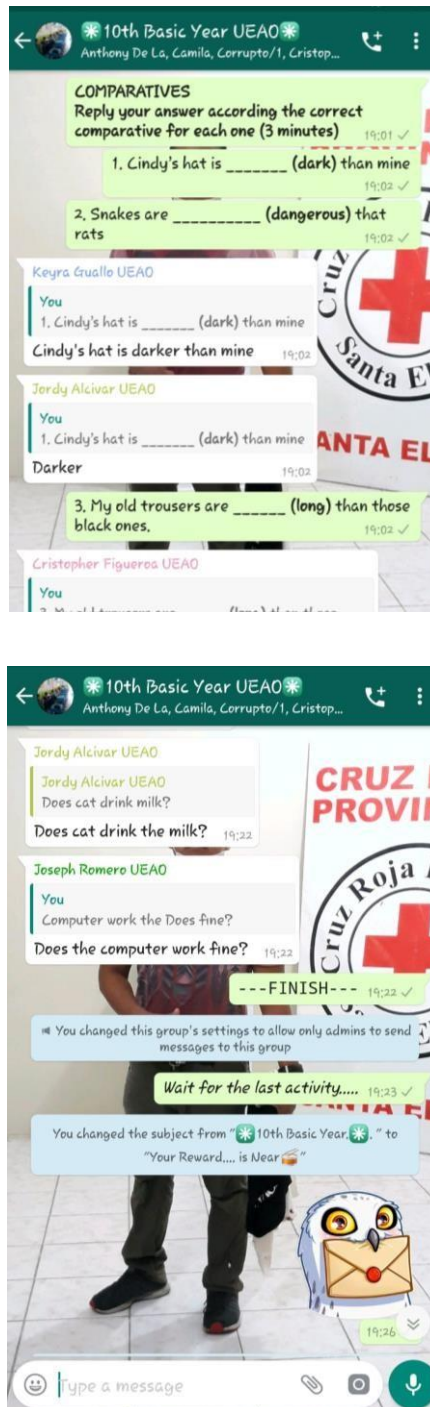 10th Basic Year UEAO
Anthony De La, Camila, Corrupto/1, Cristop...
COMPARATIVES
Reply your answer according the correct
comparative for each one (3 minutes) 19:01
1. Cindy's hat is _______ (dark) than mine
19:02
2. Snakes are __________ (dangerous) that
rats 19:02
Keyra Guallo UEAO
You
1. Cindy's hat is _______ (dark) than mine
Cindy's hat is darker than mine 19:02
Jordy Alcivar UEAO
You
1. Cindy's hat is _______ (dark) than mine
Darker 19:02
3. My old trousers are ______ (long) than those
black ones. 19:02
Cristopher Figueroa UEAO
You
Cruz
Santa El
ANTA EL
10th Basic Year UEAO
Anthony De La, Camila, Corrupto/1, Cristop...
Jordy Alcivar UEAO
Jordy Alcivar UEAO
Does cat drink milk?
Does cat drink the milk? 19:22
Joseph Romero UEAO
You
Computer work the Does fine?
Does the computer work fine? 19:22
---FINISH--- 19:22
You changed this group's settings to allow only admins to send
messages to this group
Wait for the last activity..... 19:23
You changed the subject from "10th Basic Year.. " to
"Your Reward.... is Near"
19:26
Type a message
CRUZ
PROVI
Cruz Roja